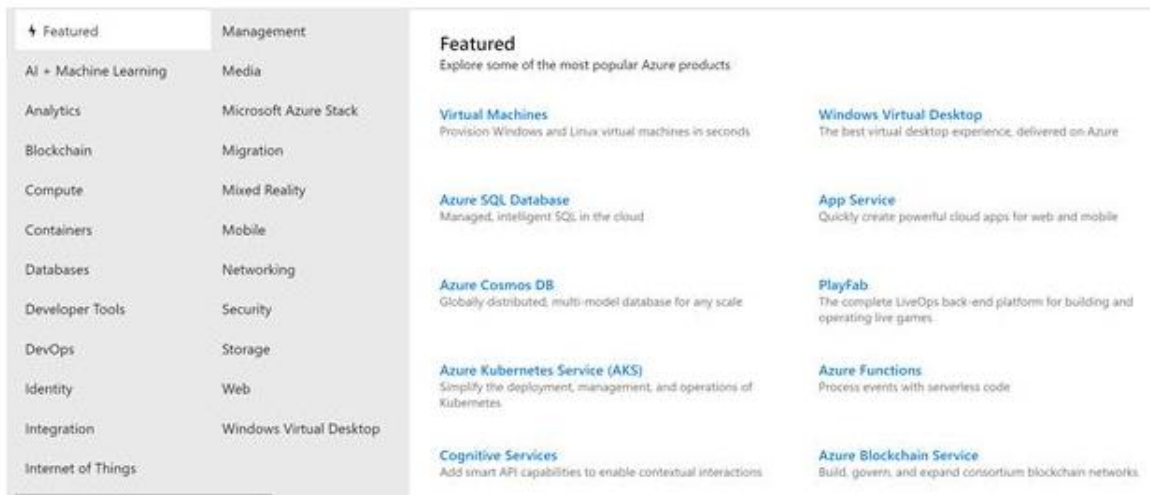 Featured
AI + Machine Learning
Analytics
Blockchain
Compute
Containers
Databases
Developer Tools
DevOps
Identity
Integration
Internet of Things
Management
Media
Microsoft Azure Stack
Migration
Mixed Reality
Mobile
Networking
Security
Storage
Web
Windows Virtual Desktop
Featured
Explore some of the most popular Azure products
Virtual Machines
Provision Windows and Linux virtual machines in seconds
Windows Virtual Desktop
The best virtual desktop experience, delivered on Azure
Azure SQL Database
Managed, intelligent SQL in the cloud
App Service
Quickly create powerful cloud apps for web and mobile
Azure Cosmos DB
Globally distributed, multi-model database for any scale
PlayFab
The complete LiveOps back-end platform for building and
operating live games
Azure Kubernetes Service (AKS)
Simplify the deployment, management, and operations of
Kubernetes
Azure Functions
Process events with serverless code
Cognitive Services
Add smart API capabilities to enable contextual interactions
Azure Blockchain Service
Build, govern, and expand consortium blockchain networks